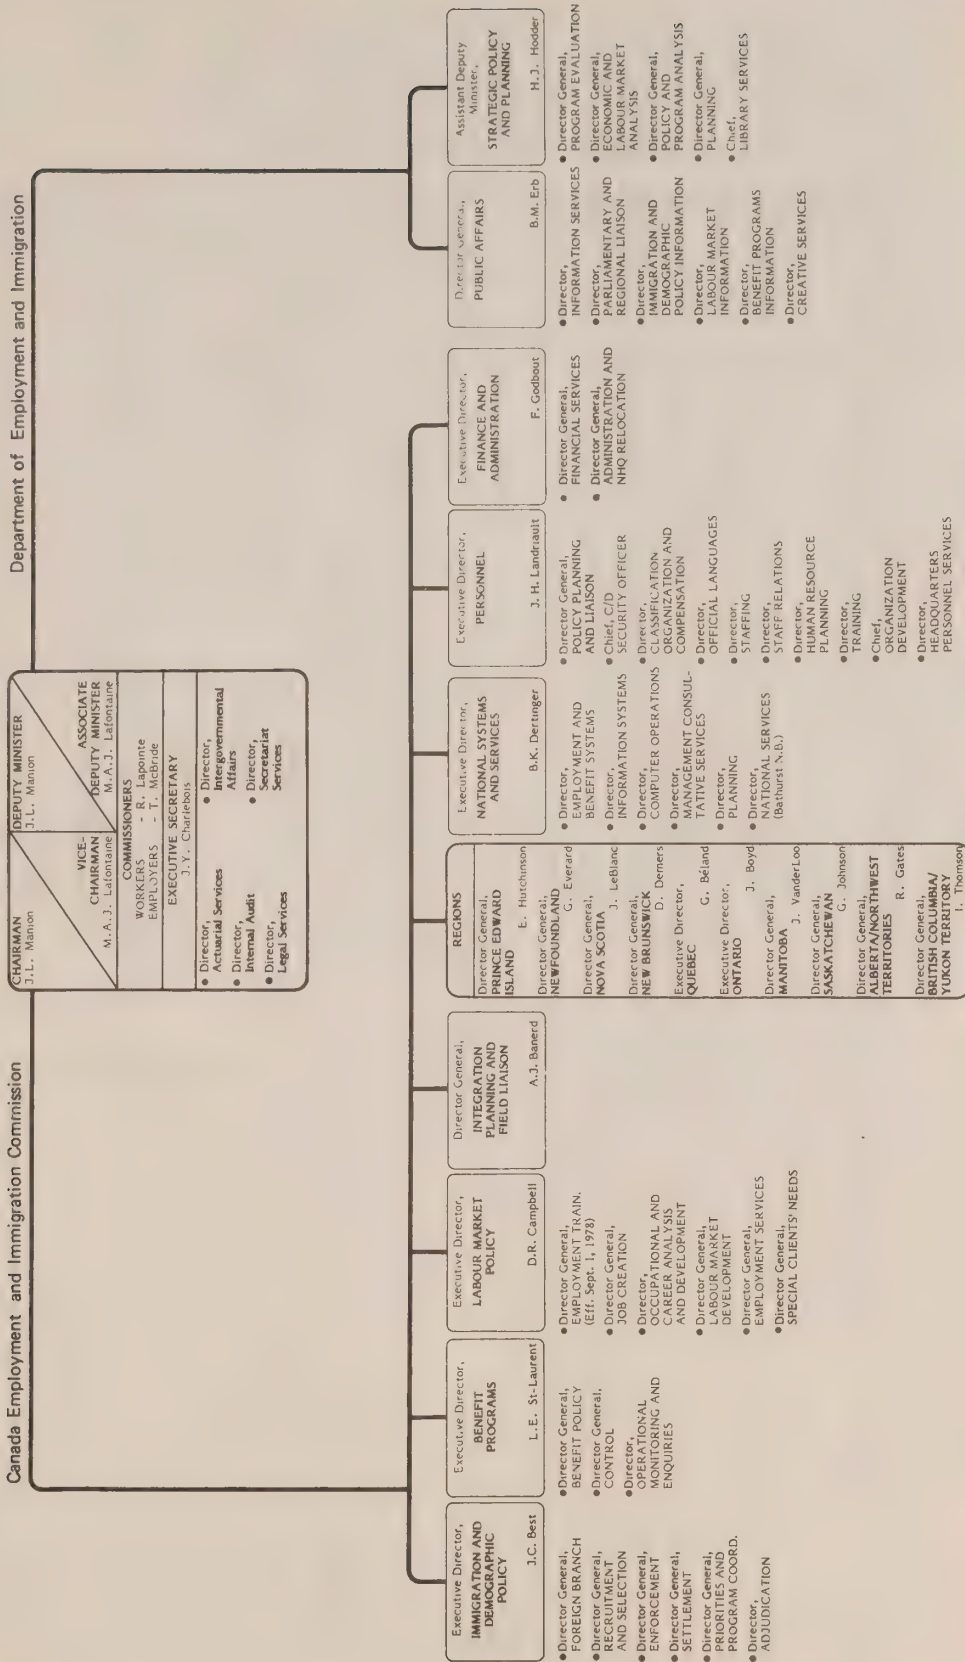 Canada Employment and Immigration Commission
Department of Employment and Immigration
CHAIRMAN
J.L. Manion
VICE-
CHAIRMAN
M.A.J. Lafontaine
DEPUTY MINISTER
J.L. Manion
ASSOCIATE
DEPUTY MINISTER
M.A.J. Lafontaine
COMMISSIONERS
WORKERS - R. Lapointe
EMPLOYERS - T. McBride
EXECUTIVE SECRETARY
J.Y. Charlebois
● Director,
Actuarial Services
● Director,
Internal Audit
● Director,
Legal Services
● Director,
Intergovernmental
Affairs
● Director,
Secretariat
Services
Executive Director,
IMMIGRATION AND
DEMOGRAPHIC
POLICY
J.C. Best
● Director General,
FOREIGN BRANCH
● Director General,
RECRUITMENT
AND SELECTION
● Director General,
ENFORCEMENT
● Director General,
SETTLEMENT
● Director General,
PRIORITIES AND
PROGRAM COORD.
● Director,
ADJUDICATION
Executive Director,
BENEFIT
PROGRAMS
L.E. St-Laurent
● Director General,
BENEFIT POLICY
● Director General,
CONTROL
● Director,
OPERATIONAL
MONITORING AND
ENQUIRIES
Executive Director,
LABOUR MARKET
POLICY
D.R. Campbell
● Director General,
EMPLOYMENT TRAIN.
(Eff. Sept. 1, 1978)
● Director General,
JOB CREATION
● Director,
OCCUPATIONAL AND
CAREER ANALYSIS
AND DEVELOPMENT
● Director General,
LABOUR MARKET
DEVELOPMENT
● Director General,
EMPLOYMENT SERVICES
● Director General,
SPECIAL CLIENTS' NEEDS
Director General,
INTEGRATION
PLANNING AND
FIELD LIAISON
A.J. Banerd
REGIONS
Director General,
PRINCE EDWARD
ISLAND
E. Hutchinson
Director General,
NEWFOUNDLAND
G. Everard
Director General,
NOVA SCOTIA
J. LeBlanc
Director General,
NEW BRUNSWICK
D. Demers
Executive Director,
QUEBEC
G. Béland
Executive Director,
ONTARIO
J. Boyd
Director General,
MANITOBA
J. VanderLoo
Director General,
SASKATCHEWAN
G. Johnson
Director General,
ALBERTA/NORTHWEST
TERRITORIES
R. Gates
Director General,
BRITISH COLUMBIA/
YUKON TERRITORY
I. Thomson
Executive Director,
NATIONAL SYSTEMS
AND SERVICES
B.K. Dertinger
● Director,
EMPLOYMENT AND
BENEFIT SYSTEMS
● Director,
INFORMATION SYSTEMS
● Director,
COMPUTER OPERATIONS
● Director,
MANAGEMENT CONSUL-
TATIVE SERVICES
● Director,
PLANNING
● Director,
NATIONAL SERVICES
(Bathurst N.B.)
Executive Director,
PERSONNEL
J. H. Landriault
● Director General,
POLICY PLANNING
AND LIAISON
● Chief, C/D
SECURITY OFFICER
● Director,
CLASSIFICATION
ORGANIZATION AND
COMPENSATION
● Director,
OFFICIAL LANGUAGES
● Director,
STAFFING
● Director,
STAFF RELATIONS
● Director,
HUMAN RESOURCE
PLANNING
● Director,
TRAINING
● Chief,
ORGANIZATION
DEVELOPMENT
● Director,
HEADQUARTERS
PERSONNEL SERVICES
Executive Director,
FINANCE AND
ADMINISTRATION
F. Godbout
● Director General,
FINANCIAL SERVICES
● Director General,
ADMINISTRATION AND
NHQ RELOCATION
Director General,
PUBLIC AFFAIRS
B.M. Erb
● Director,
INFORMATION SERVICES
● Director,
PARLIAMENTARY AND
REGIONAL LIAISON
● Director,
IMMIGRATION AND
DEMOGRAPHIC
POLICY INFORMATION
● Director,
LABOUR MARKET
INFORMATION
● Director,
BENEFIT PROGRAMS
INFORMATION
● Director,
CREATIVE SERVICES
Assistant Deputy
Minister,
STRATEGIC POLICY
AND PLANNING
H.J. Hodder
● Director General,
PROGRAM EVALUATION
● Director General,
ECONOMIC AND
LABOUR MARKET
ANALYSIS
● Director General,
POLICY AND
PROGRAM ANALYSIS
● Director General,
PLANNING
● Chief,
LIBRARY SERVICES